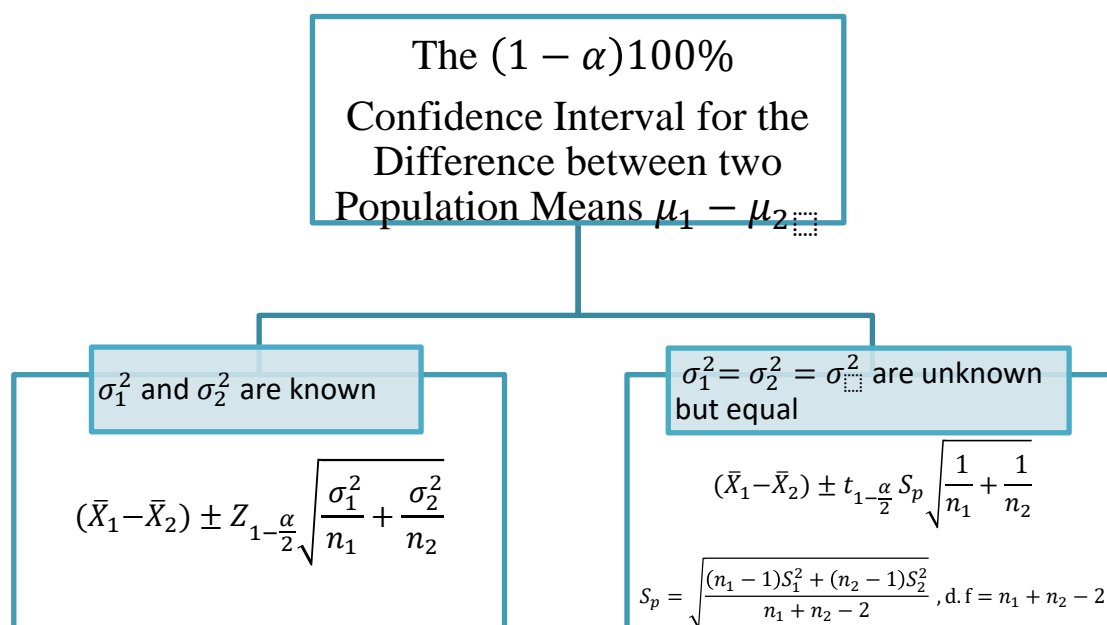 The (1 − α)100%
Confidence Interval for the
Difference between two
Population Means μ₁ − μ₂
σ₁² and σ₂² are known
(X̄₁−X̄₂) ± Z_{1−α/2} √(σ₁²/n₁ + σ₂²/n₂)
σ₁² = σ₂² = σ² are unknown
but equal
(X̄₁−X̄₂) ± t_{1−α/2} S_p √(1/n₁ + 1/n₂)
S_p = √(((n₁ − 1)S₁² + (n₂ − 1)S₂²)/(n₁ + n₂ − 2)) , d.f = n₁ + n₂ − 2